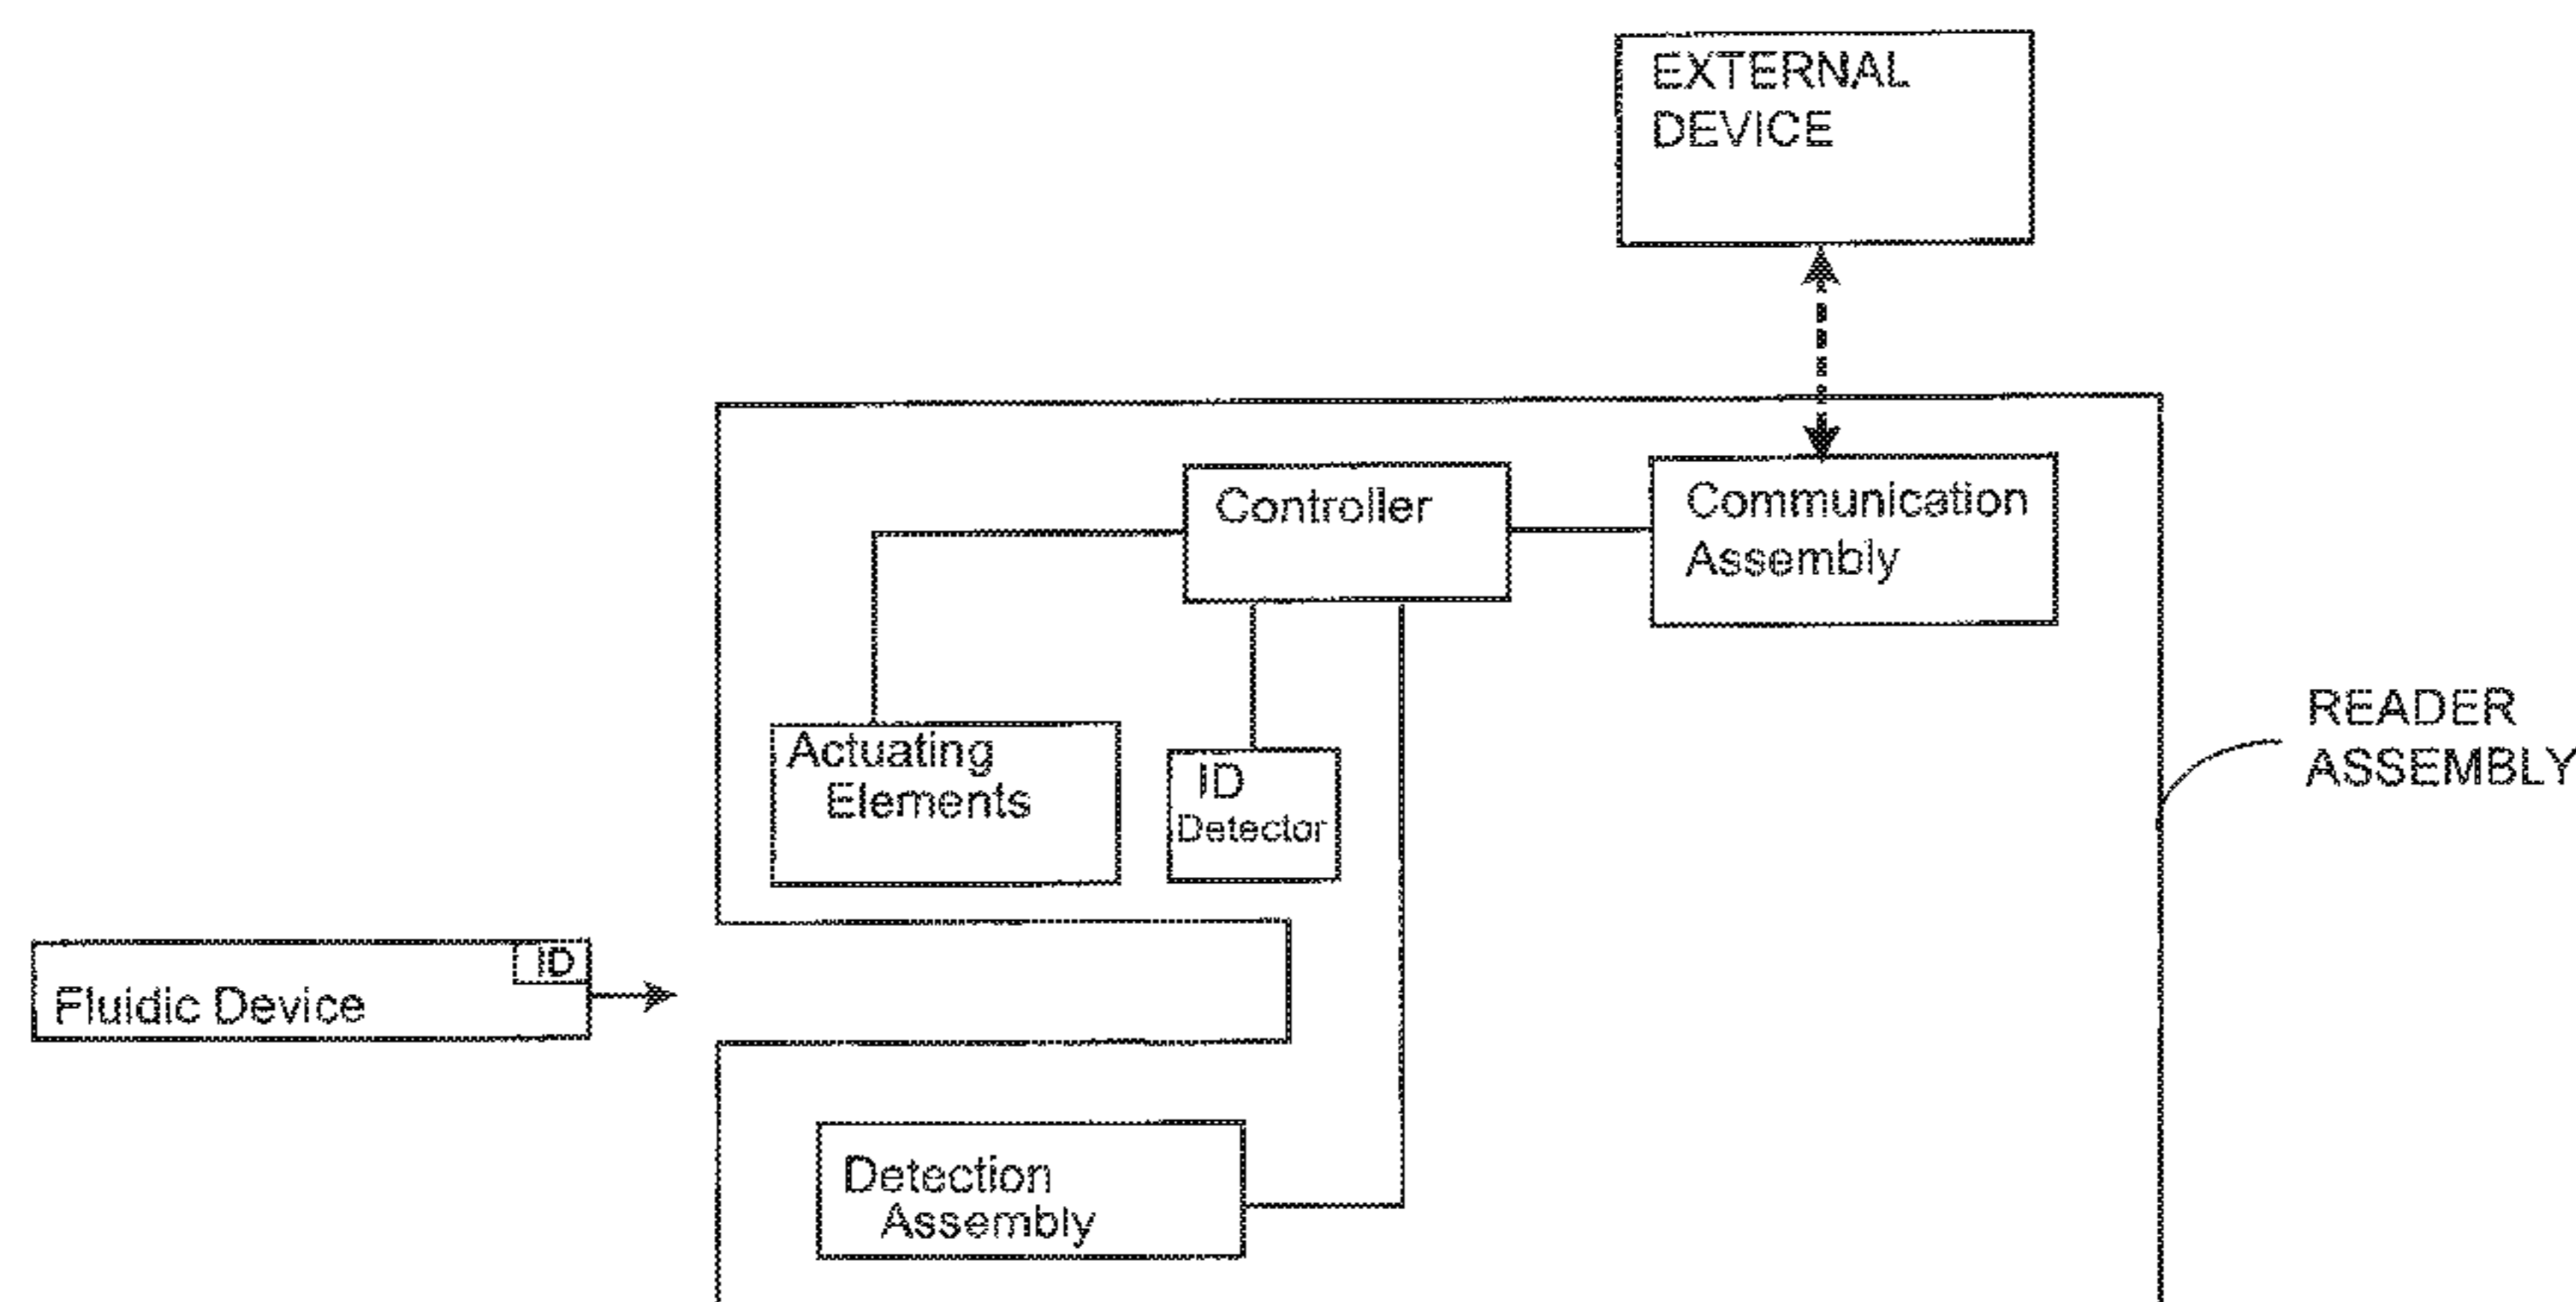 EXTERNAL
DEVICE
Controller
Communication
Assembly
Actuating
Elements
ID
Detector
READER
ASSEMBLY
ID
Fluidic Device
Detection
Assembly